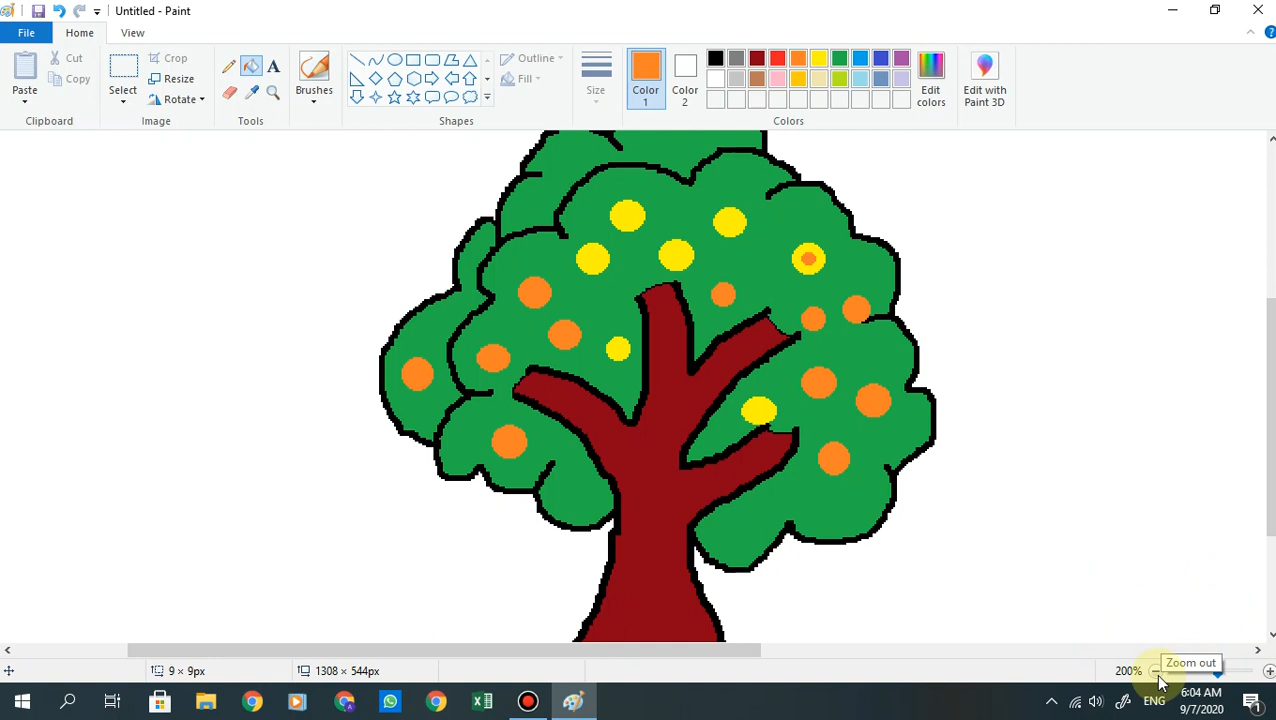 Untitled - Paint
File Home View
Paste
Cut
Copy
Clipboard
Select
Crop
Resize
Rotate
Image
A
Tools
Brushes
Outline
Fill
Shapes
Size
Color 1
Color 2
Edit colors
Colors
Edit with Paint 3D
9 × 9px
1308 × 544px
200%
Zoom out
ENG
6:04 AM
9/7/2020
1